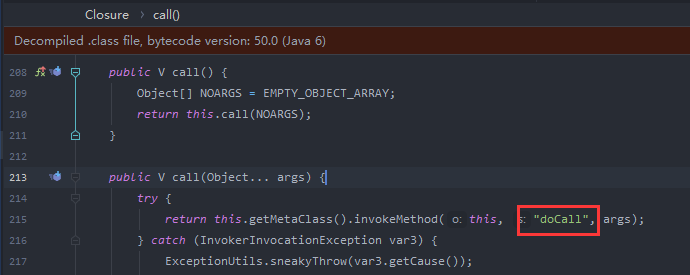 Closure > call()
Decompiled .class file, bytecode version: 50.0 (Java 6)
208 public V call() {
209 Object[] NOARGS = EMPTY_OBJECT_ARRAY;
210 return this.call(NOARGS);
211 }
212
213 public V call(Object... args) {
214 try {
215 return this.getMetaClass().invokeMethod( o: this, s: "doCall", args);
216 } catch (InvokerInvocationException var3) {
217 ExceptionUtils.sneakyThrow(var3.getCause());